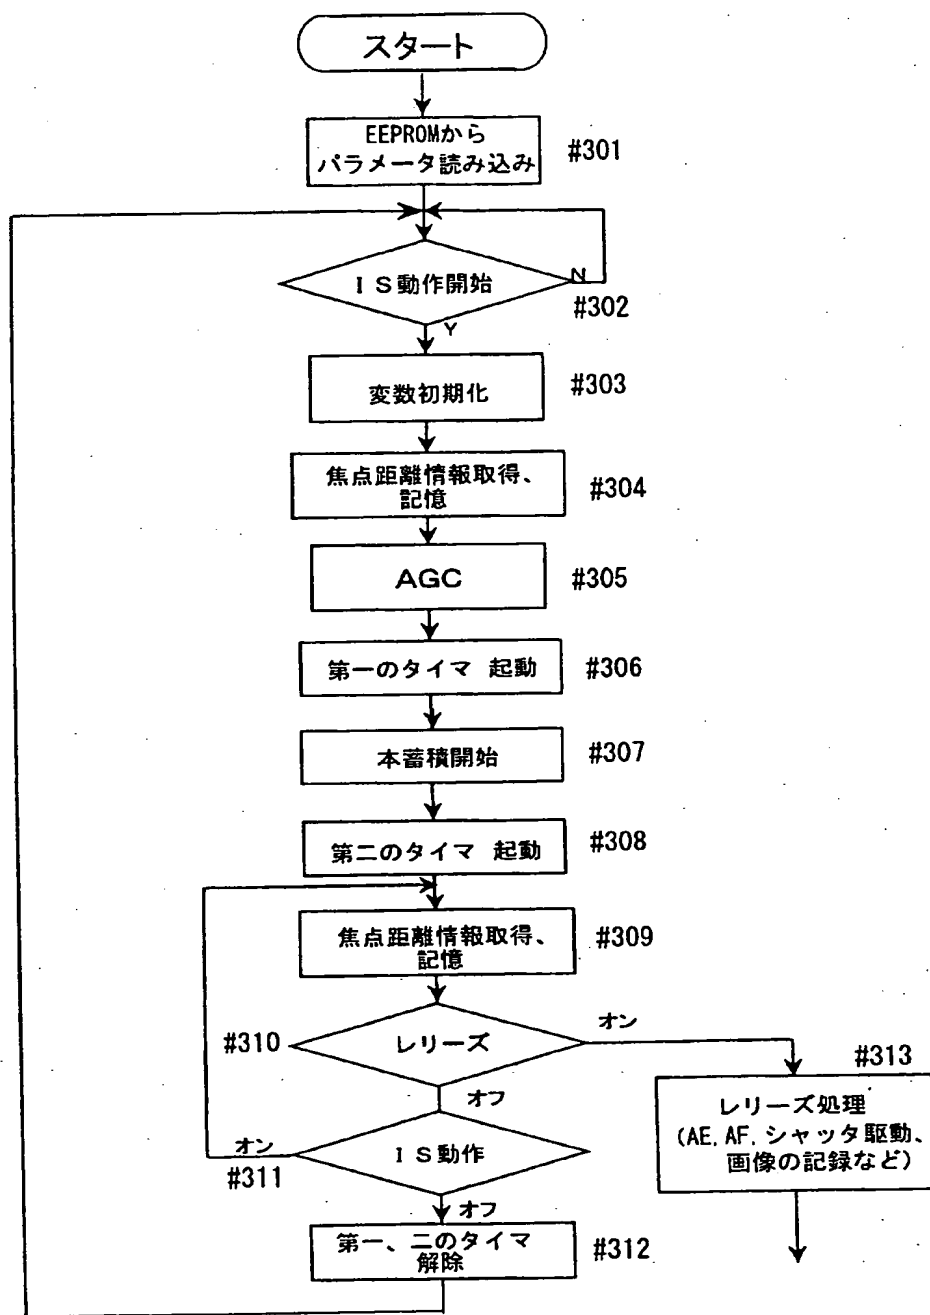 スタート
EEPROMから
パラメータ読み込み
#301
IS動作開始
N
#302
Y
変数初期化
#303
焦点距離情報取得、
記憶
#304
AGC
#305
第一のタイマ 起動
#306
本蓄積開始
#307
第二のタイマ 起動
#308
焦点距離情報取得、
記憶
#309
#310
レリーズ
オン
#313
オフ
レリーズ処理
(AE, AF, シャッタ駆動、
画像の記録など)
オン
#311
IS動作
オフ
第一、二のタイマ
解除
#312